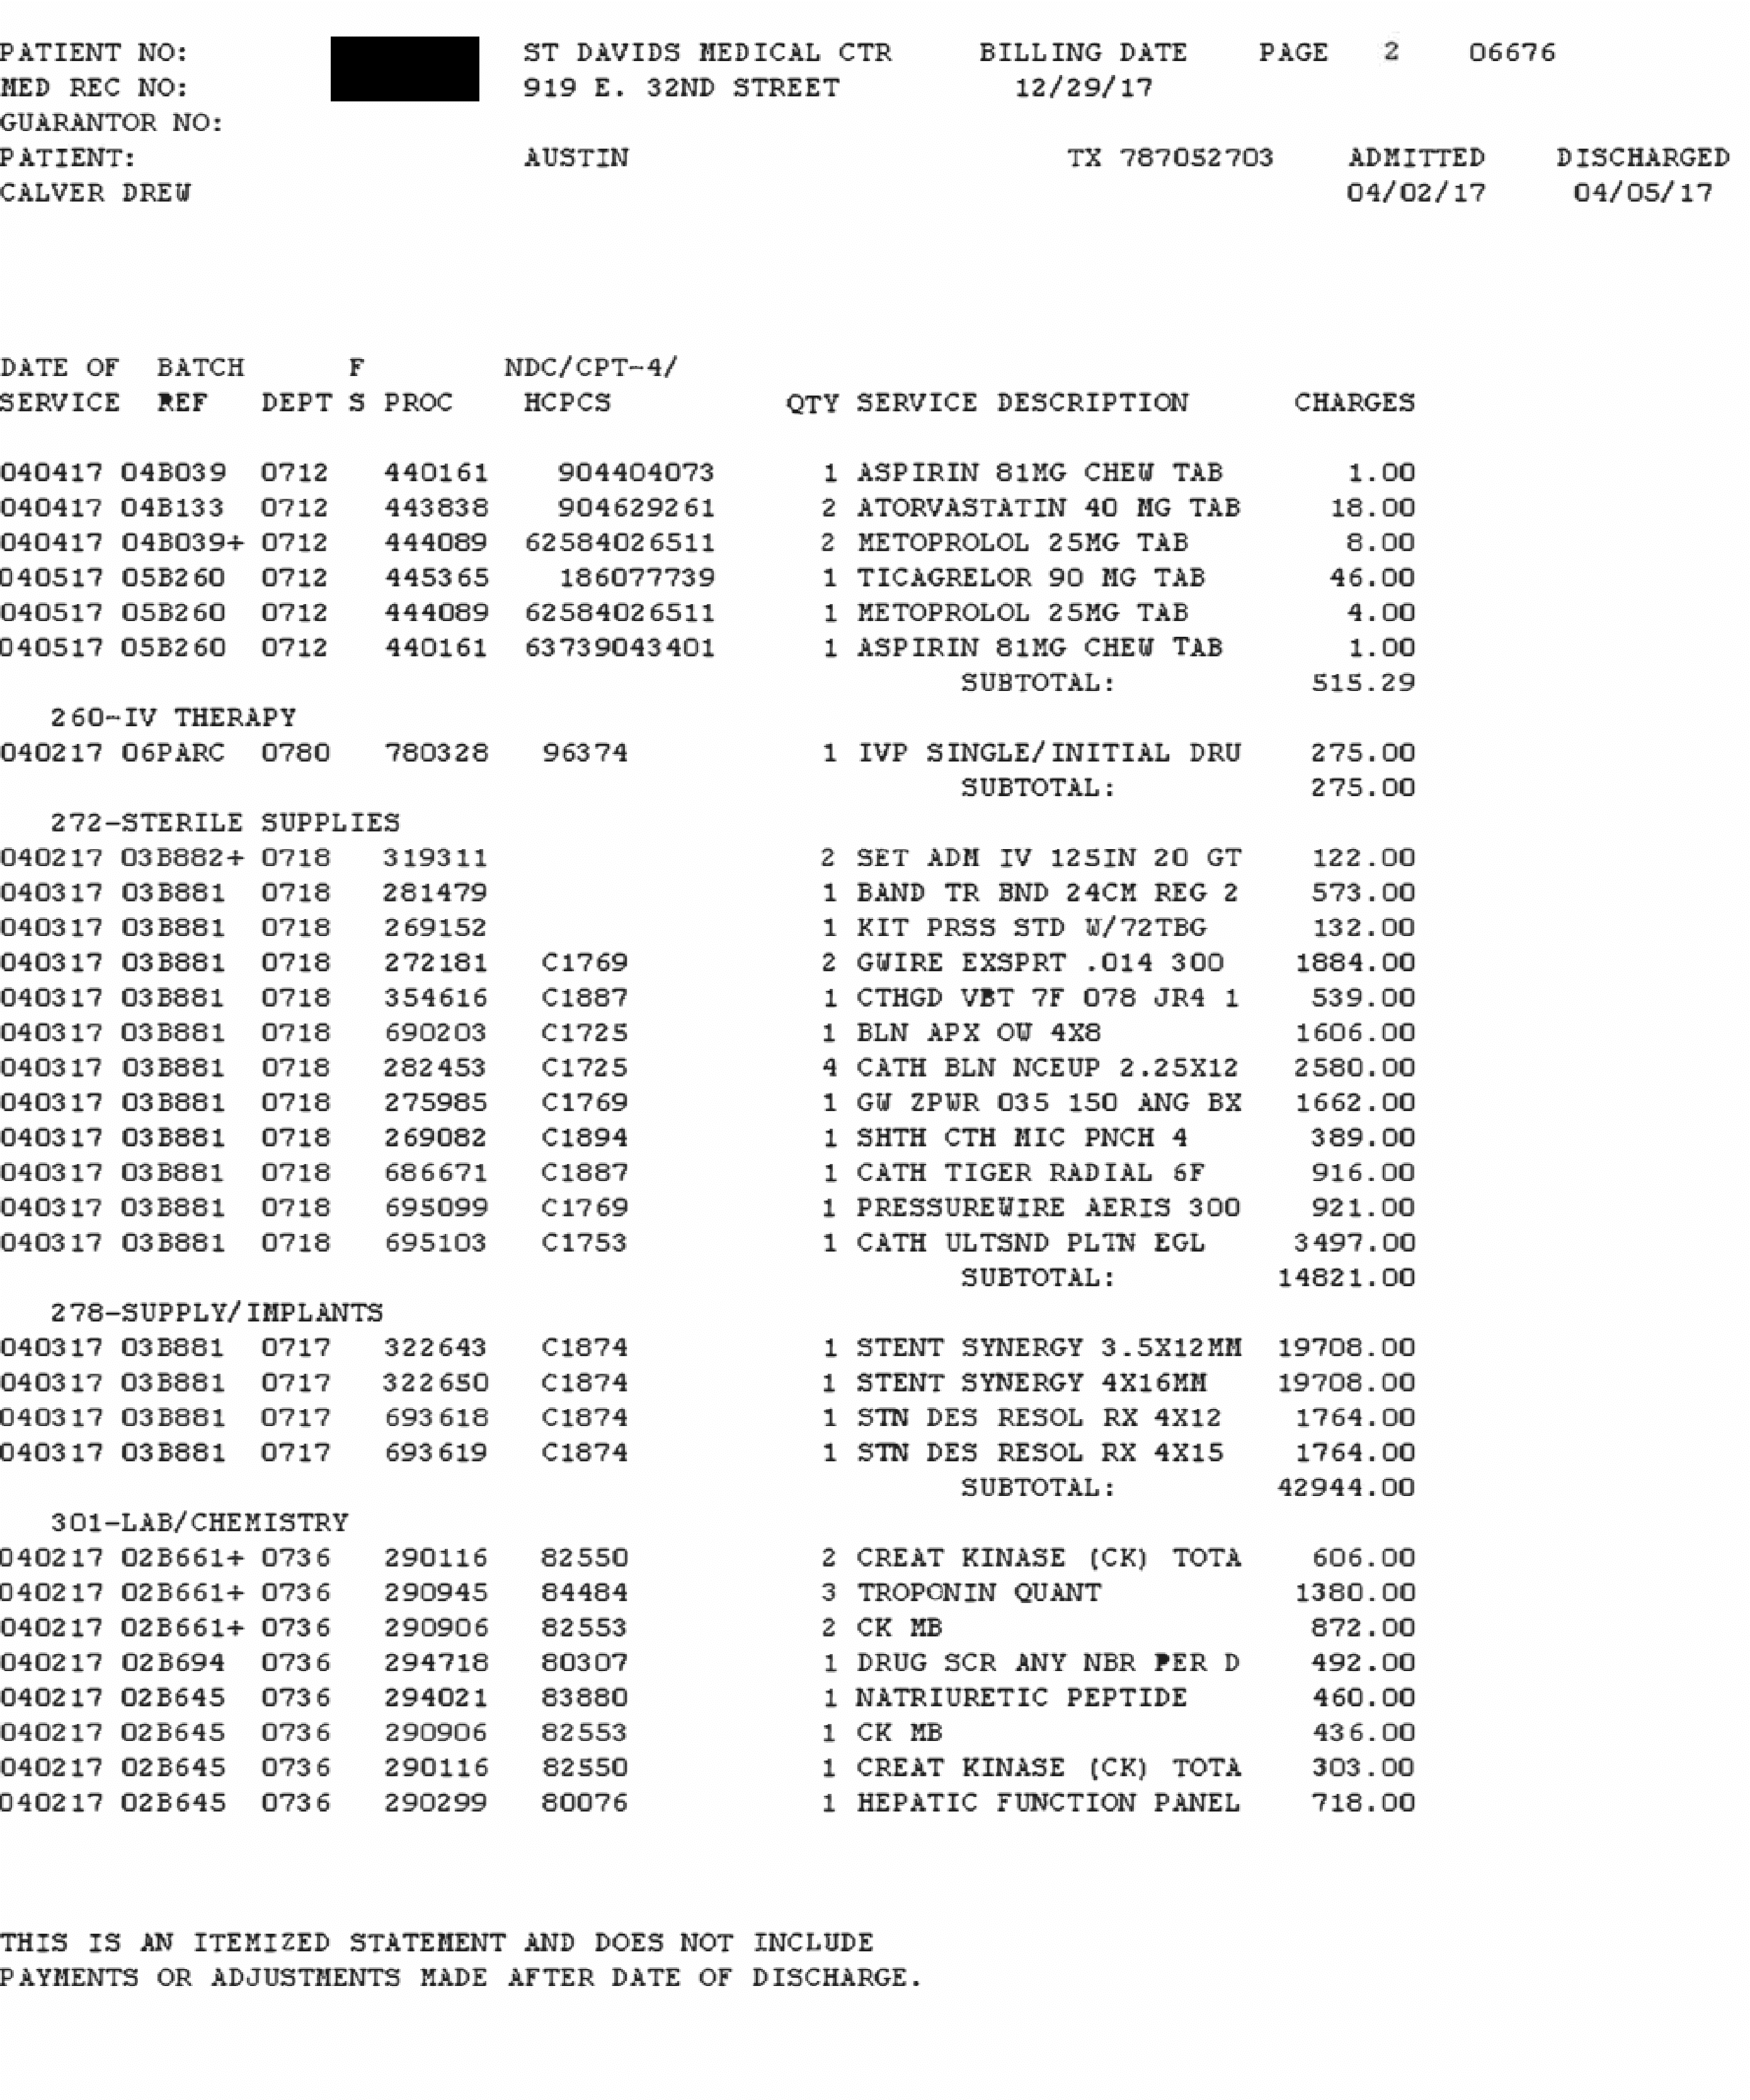 PATIENT NO: ST DAVIDS MEDICAL CTR BILLING DATE PAGE 2 06676
MED REC NO: 919 E. 32ND STREET 12/29/17
GUARANTOR NO:
PATIENT: AUSTIN TX 787052703 ADMITTED DISCHARGED
CALVER DREW 04/02/17 04/05/17
DATE OF BATCH F NDC/CPT-4/
SERVICE REF DEPT S PROC HCPCS QTY SERVICE DESCRIPTION CHARGES
040417 04B039 0712 440161 904404073 1 ASPIRIN 81MG CHEW TAB 1.00
040417 04B133 0712 443838 904629261 2 ATORVASTATIN 40 MG TAB 18.00
040417 04B039+ 0712 444089 62584026511 2 METOPROLOL 25MG TAB 8.00
040517 05B260 0712 445365 186077739 1 TICAGRELOR 90 MG TAB 46.00
040517 05B260 0712 444089 62584026511 1 METOPROLOL 25MG TAB 4.00
040517 05B260 0712 440161 63739043401 1 ASPIRIN 81MG CHEW TAB 1.00
SUBTOTAL: 515.29
260-IV THERAPY
040217 06PARC 0780 780328 96374 1 IVP SINGLE/INITIAL DRU 275.00
SUBTOTAL: 275.00
272-STERILE SUPPLIES
040217 03B882+ 0718 319311 2 SET ADM IV 125IN 20 GT 122.00
040317 03B881 0718 281479 1 BAND TR BND 24CM REG 2 573.00
040317 03B881 0718 269152 1 KIT PRSS STD W/72TBG 132.00
040317 03B881 0718 272181 C1769 2 GWIRE EXSPRT .014 300 1884.00
040317 03B881 0718 354616 C1887 1 CTHGD VBT 7F 078 JR4 1 539.00
040317 03B881 0718 690203 C1725 1 BLN APX OW 4X8 1606.00
040317 03B881 0718 282453 C1725 4 CATH BLN NCEUP 2.25X12 2580.00
040317 03B881 0718 275985 C1769 1 GW ZPWR 035 150 ANG BX 1662.00
040317 03B881 0718 269082 C1894 1 SHTH CTH MIC PNCH 4 389.00
040317 03B881 0718 686671 C1887 1 CATH TIGER RADIAL 6F 916.00
040317 03B881 0718 695099 C1769 1 PRESSUREWIRE AERIS 300 921.00
040317 03B881 0718 695103 C1753 1 CATH ULTSND PLTN EGL 3497.00
SUBTOTAL: 14821.00
278-SUPPLY/IMPLANTS
040317 03B881 0717 322643 C1874 1 STENT SYNERGY 3.5X12MM 19708.00
040317 03B881 0717 322650 C1874 1 STENT SYNERGY 4X16MM 19708.00
040317 03B881 0717 693618 C1874 1 STN DES RESOL RX 4X12 1764.00
040317 03B881 0717 693619 C1874 1 STN DES RESOL RX 4X15 1764.00
SUBTOTAL: 42944.00
301-LAB/CHEMISTRY
040217 02B661+ 0736 290116 82550 2 CREAT KINASE (CK) TOTA 606.00
040217 02B661+ 0736 290945 84484 3 TROPONIN QUANT 1380.00
040217 02B661+ 0736 290906 82553 2 CK MB 872.00
040217 02B694 0736 294718 80307 1 DRUG SCR ANY NBR PER D 492.00
040217 02B645 0736 294021 83880 1 NATRIURETIC PEPTIDE 460.00
040217 02B645 0736 290906 82553 1 CK MB 436.00
040217 02B645 0736 290116 82550 1 CREAT KINASE (CK) TOTA 303.00
040217 02B645 0736 290299 80076 1 HEPATIC FUNCTION PANEL 718.00
THIS IS AN ITEMIZED STATEMENT AND DOES NOT INCLUDE
PAYMENTS OR ADJUSTMENTS MADE AFTER DATE OF DISCHARGE.